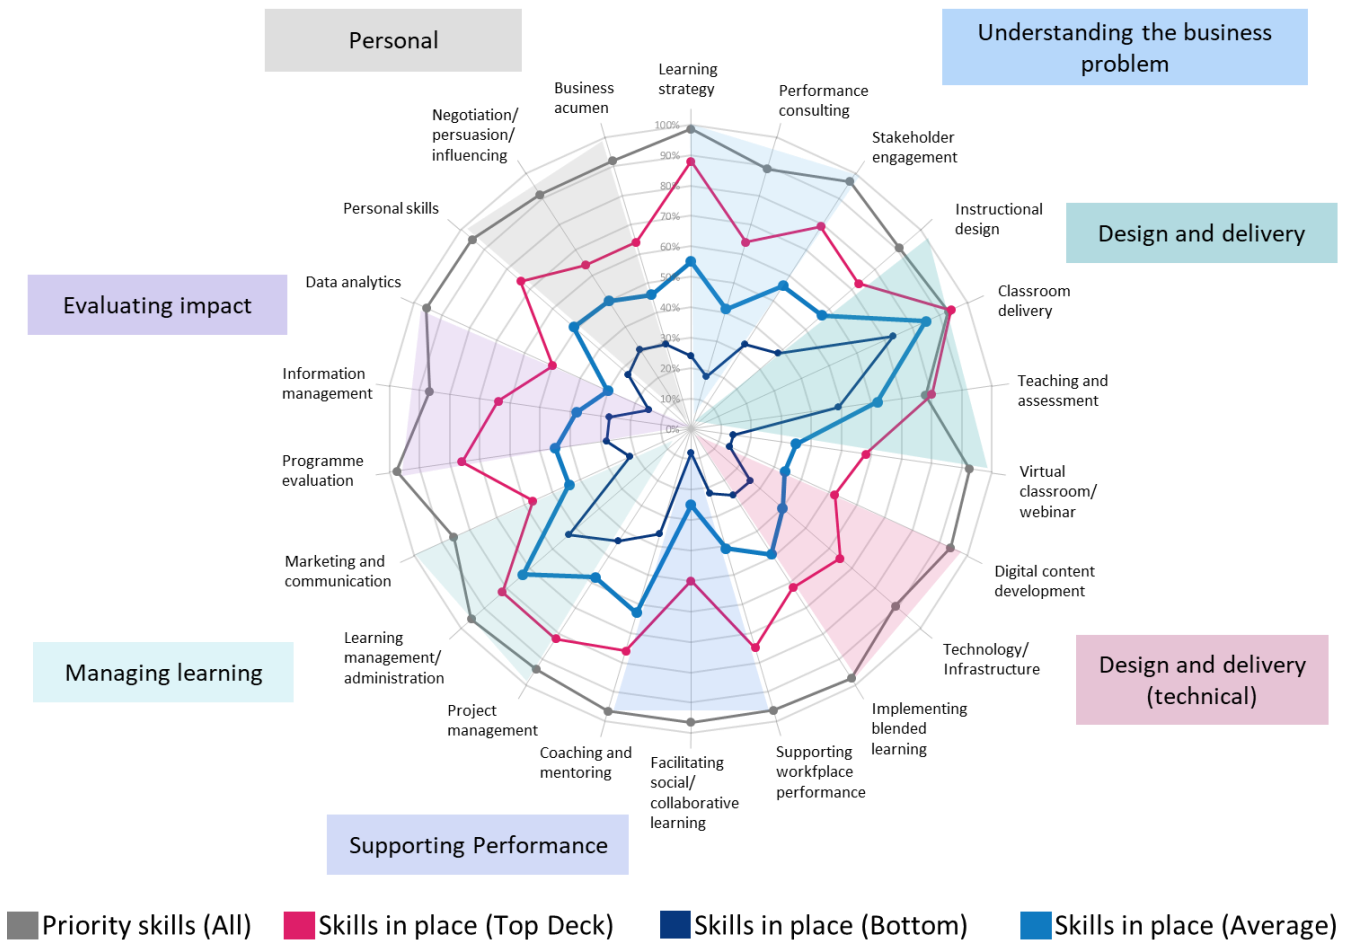 Personal
Understanding the business
problem
Learning
strategy
Business
acumen
Performance
consulting
Negotiation/
persuasion/
influencing
Stakeholder
engagement
Personal skills
Instructional
design
Design and delivery
Data analytics
Evaluating impact
Classroom
delivery
Information
management
Teaching and
assessment
Programme
evaluation
Virtual
classroom/
webinar
Marketing and
communication
Digital content
development
Managing learning
Learning
management/
administration
Technology/
Infrastructure
Design and delivery
(technical)
Project
management
Implementing
blended
learning
Coaching and
mentoring
Facilitating
social/
collaborative
learning
Supporting
workfplace
performance
Supporting Performance
100%
90%
80%
70%
60%
50%
40%
30%
20%
10%
0%
Priority skills (All)
Skills in place (Top Deck)
Skills in place (Bottom)
Skills in place (Average)